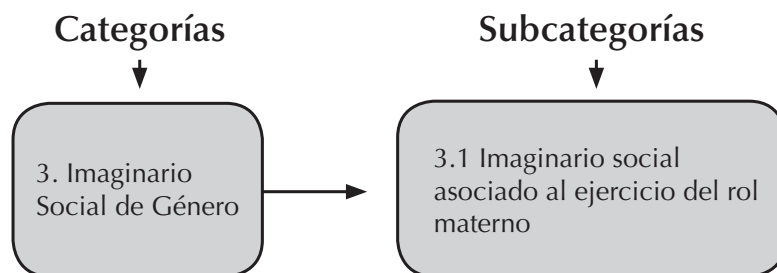 Categorías
Subcategorías
3. Imaginario
Social de Género
3.1 Imaginario social
asociado al ejercicio del rol
materno